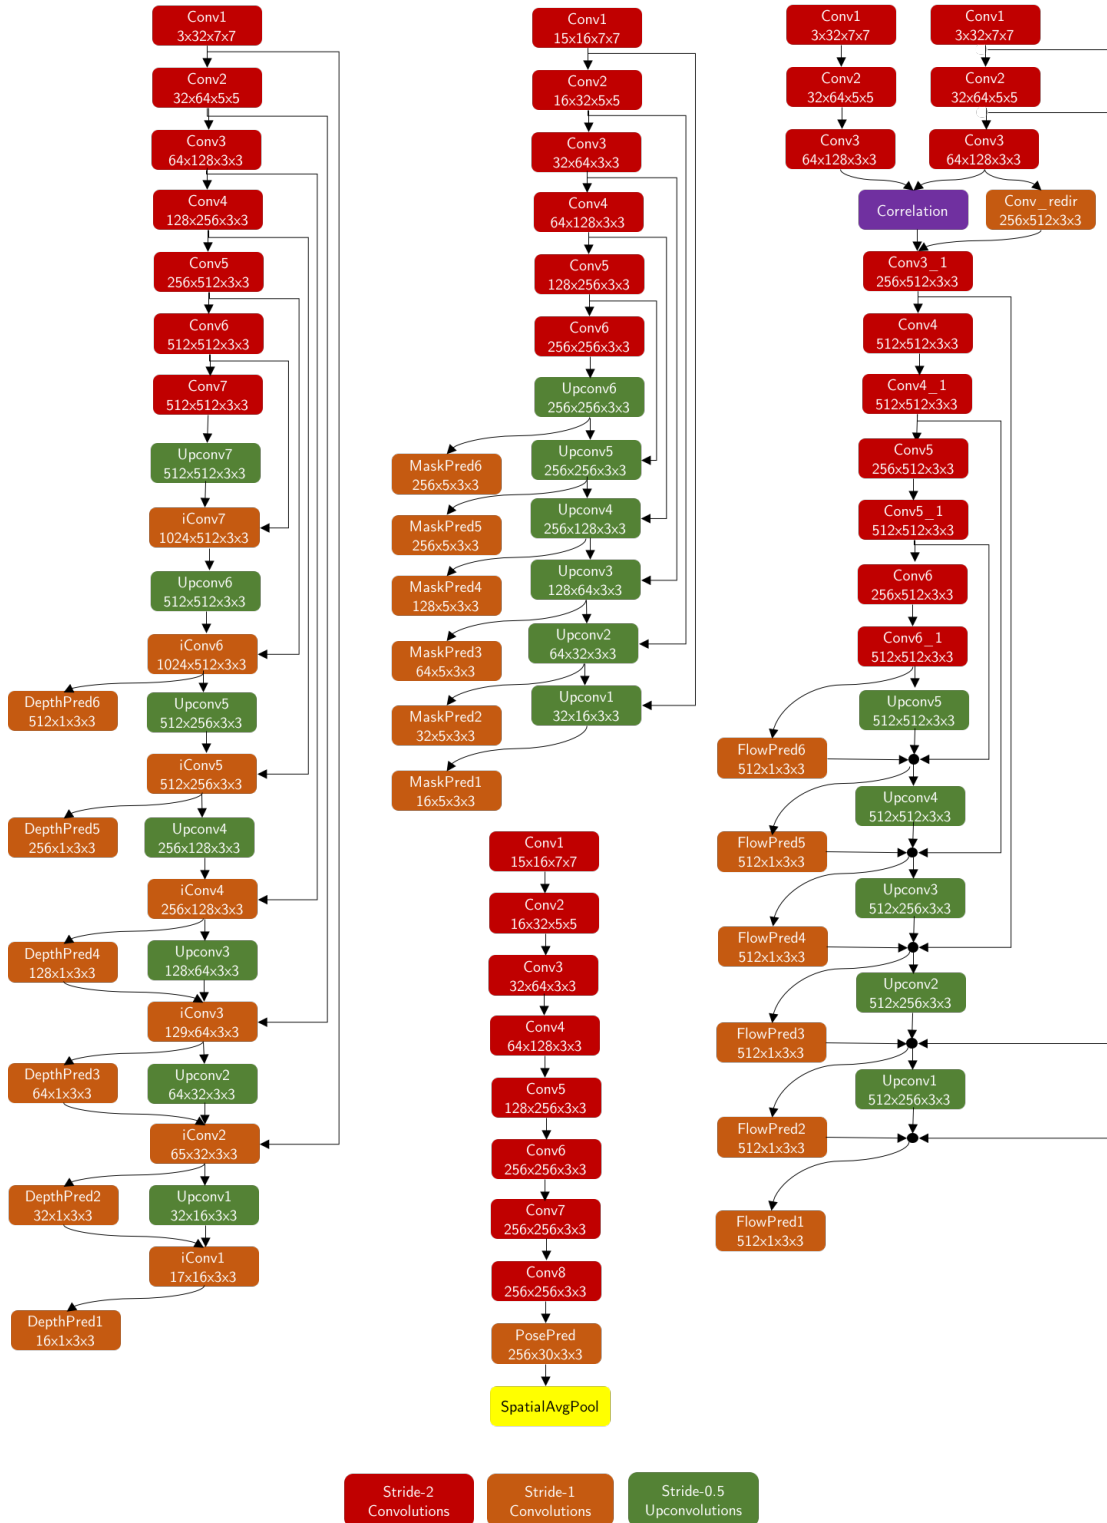 Conv1
3x32x7x7
Conv2
32x64x5x5
Conv3
64x128x3x3
Conv4
128x256x3x3
Conv5
256x512x3x3
Conv6
512x512x3x3
Conv7
512x512x3x3
Upconv7
512x512x3x3
iConv7
1024x512x3x3
Upconv6
512x512x3x3
iConv6
1024x512x3x3
DepthPred6
512x1x3x3
Upconv5
512x256x3x3
iConv5
512x256x3x3
DepthPred5
256x1x3x3
Upconv4
256x128x3x3
iConv4
256x128x3x3
DepthPred4
128x1x3x3
Upconv3
128x64x3x3
iConv3
129x64x3x3
DepthPred3
64x1x3x3
Upconv2
64x32x3x3
iConv2
65x32x3x3
DepthPred2
32x1x3x3
Upconv1
32x16x3x3
iConv1
17x16x3x3
DepthPred1
16x1x3x3
Conv1
15x16x7x7
Conv2
16x32x5x5
Conv3
32x64x3x3
Conv4
64x128x3x3
Conv5
128x256x3x3
Conv6
256x256x3x3
Upconv6
256x256x3x3
MaskPred6
256x5x3x3
Upconv5
256x256x3x3
MaskPred5
256x5x3x3
Upconv4
256x128x3x3
MaskPred4
128x5x3x3
Upconv3
128x64x3x3
MaskPred3
64x5x3x3
Upconv2
64x32x3x3
MaskPred2
32x5x3x3
Upconv1
32x16x3x3
MaskPred1
16x5x3x3
Conv1
15x16x7x7
Conv2
16x32x5x5
Conv3
32x64x3x3
Conv4
64x128x3x3
Conv5
128x256x3x3
Conv6
256x256x3x3
Conv7
256x256x3x3
Conv8
256x256x3x3
PosePred
256x30x3x3
SpatialAvgPool
Conv1
3x32x7x7
Conv2
32x64x5x5
Conv3
64x128x3x3
Conv1
3x32x7x7
Conv2
32x64x5x5
Conv3
64x128x3x3
Correlation
Conv_redir
256x512x3x3
Conv3_1
256x512x3x3
Conv4
512x512x3x3
Conv4_1
512x512x3x3
Conv5
256x512x3x3
Conv5_1
512x512x3x3
Conv6
256x512x3x3
Conv6_1
512x512x3x3
Upconv5
512x512x3x3
FlowPred6
512x1x3x3
Upconv4
512x512x3x3
FlowPred5
512x1x3x3
Upconv3
512x256x3x3
FlowPred4
512x1x3x3
Upconv2
512x256x3x3
FlowPred3
512x1x3x3
Upconv1
512x256x3x3
FlowPred2
512x1x3x3
FlowPred1
512x1x3x3
Stride-2
Convolutions
Stride-1
Convolutions
Stride-0.5
Upconvolutions